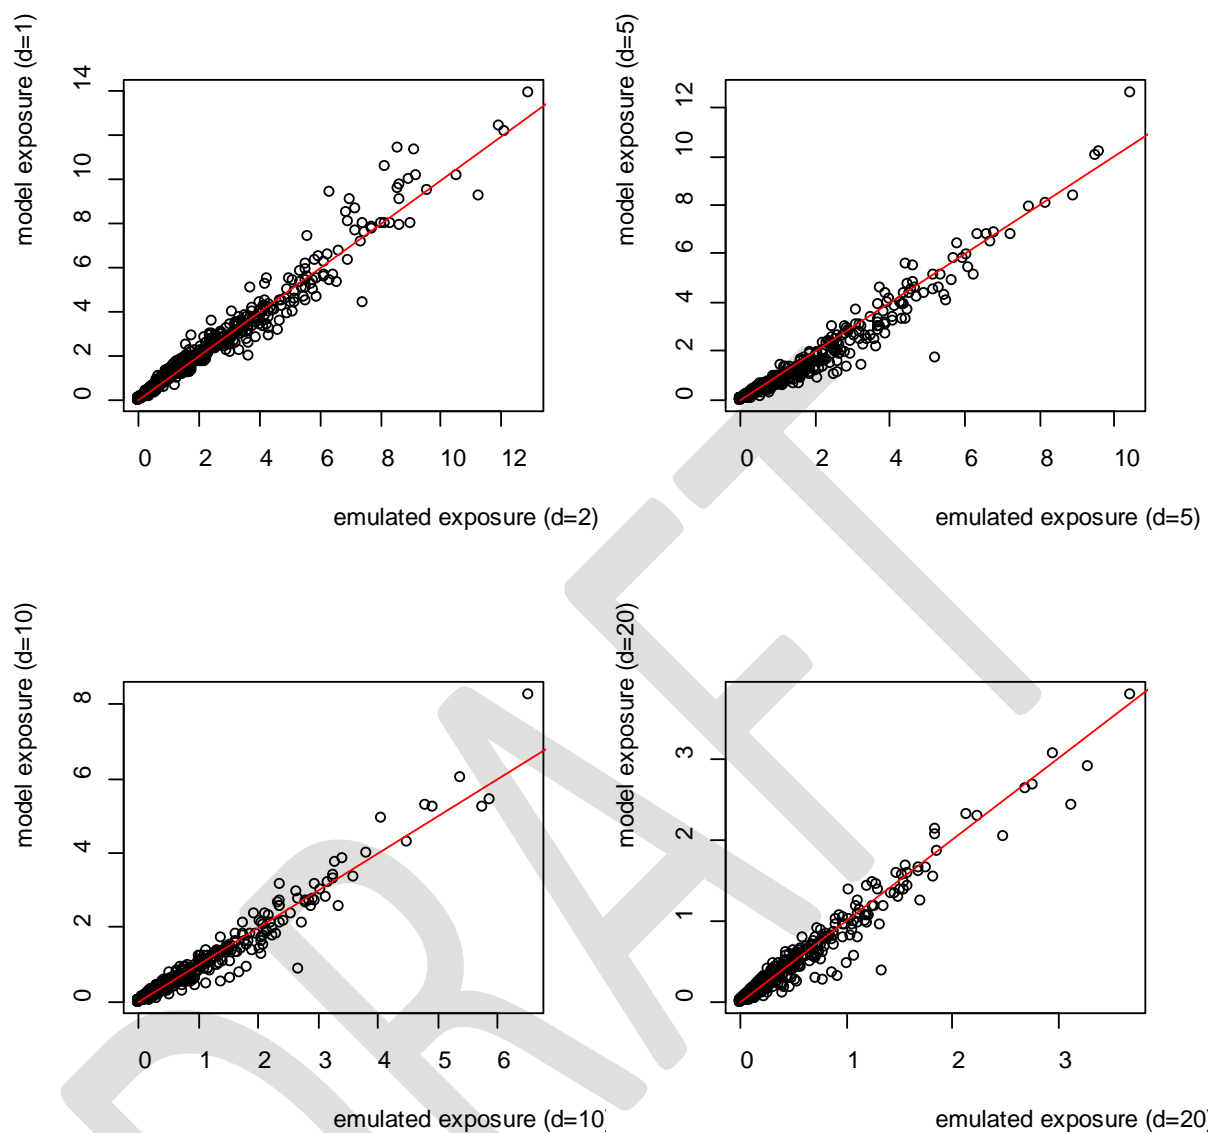 model exposure (d=1)
14
10
8
6
4
2
0
0 2 4 6 8 10 12
emulated exposure (d=2)
model exposure (d=5)
12
10
8
6
4
2
0
0 2 4 6 8 10
emulated exposure (d=5)
model exposure (d=10)
8
6
4
2
0
0 1 2 3 4 5 6
emulated exposure (d=10)
model exposure (d=20)
3
2
1
0
0 1 2 3
emulated exposure (d=20)
DRAFT